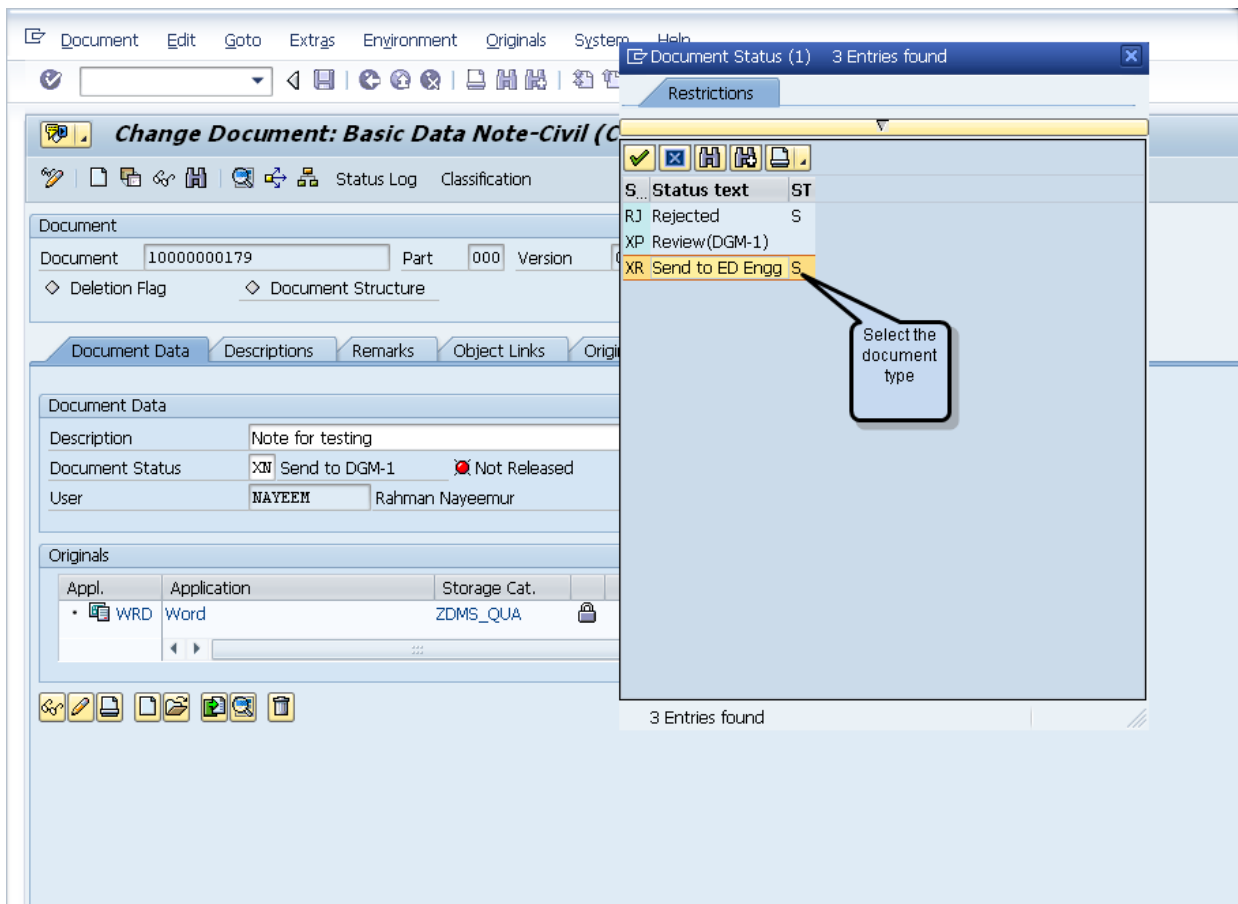 Document Edit Goto Extras Environment Originals System Help
Document Status (1) 3 Entries found
Restrictions
Change Document: Basic Data Note-Civil (C
Status Log Classification
S... Status text ST
RJ Rejected S
XP Review(DGM-1)
XR Send to ED Engg S
Select the
document
type
3 Entries found
Document
Document 10000000179 Part 000 Version
Deletion Flag Document Structure
Document Data Descriptions Remarks Object Links Origi
Document Data
Description Note for testing
Document Status XN Send to DGM-1 Not Released
User NAYEEM Rahman Nayeemur
Originals
Appl. Application Storage Cat.
WRD Word ZDMS_QUA